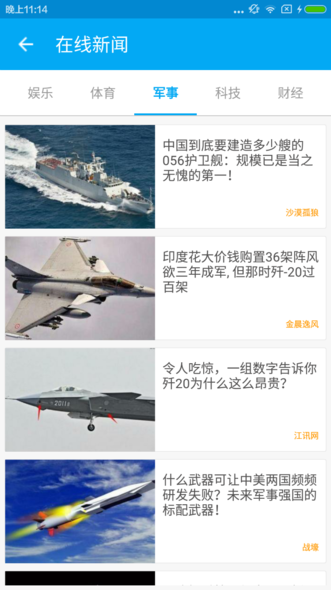 晚上11:14
...
在线新闻
娱乐 体育 军事 科技 财经
中国到底要建造多少艘的
056护卫舰：规模已是当之
无愧的第一！
沙漠孤狼
印度花大价钱购置36架阵风
欲三年成军, 但那时歼-20过
百架
金晨逸风
令人吃惊，一组数字告诉你
歼20为什么这么昂贵？
江讯网
什么武器可让中美两国频频
研发失败？未来军事强国的
标配武器！
战壕